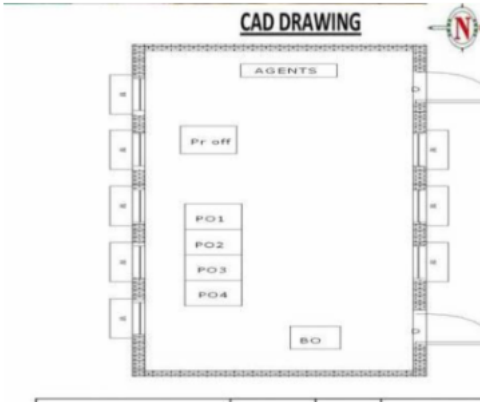 CAD DRAWING
N
AGENTS
D
Pr off
PO1
PO2
PO3
PO4
D
BO